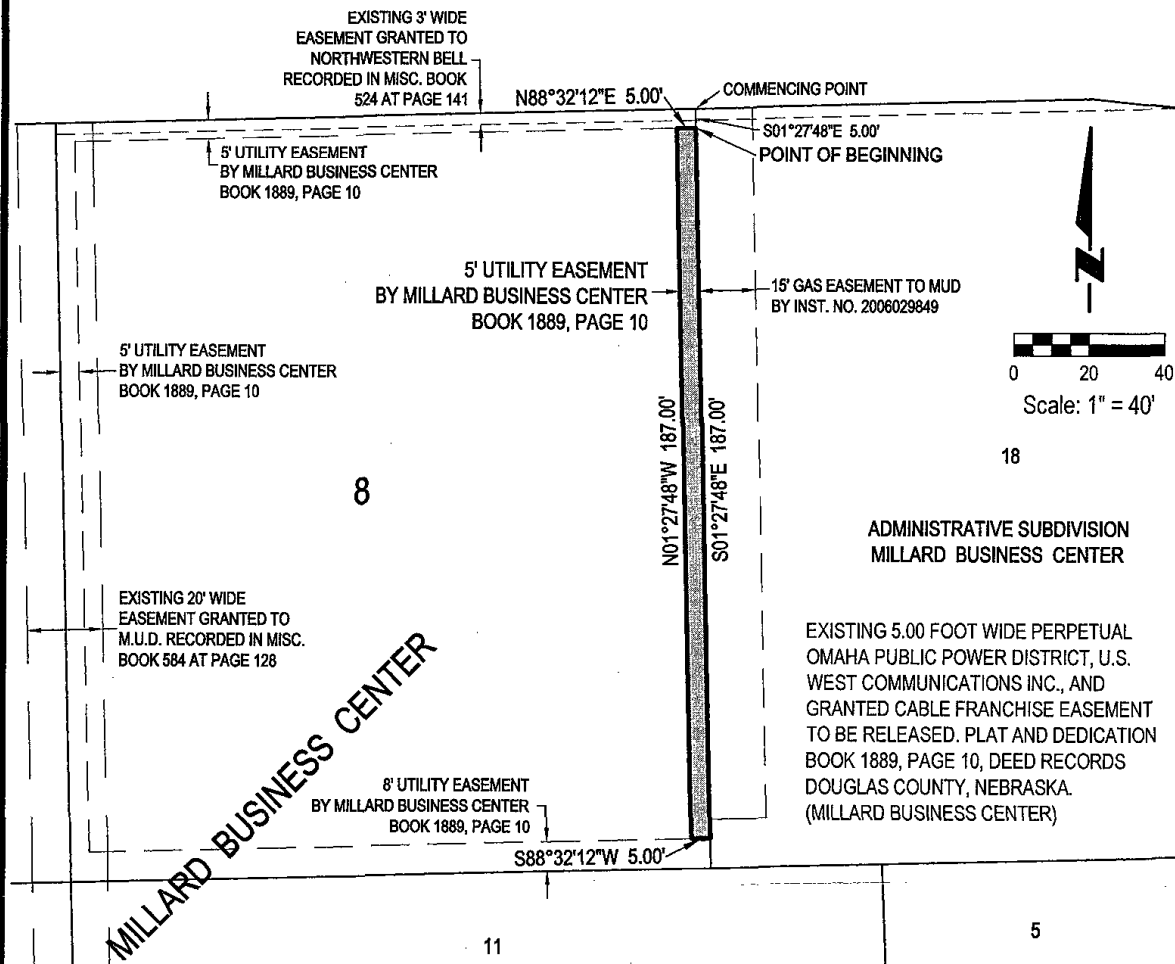 EXISTING 3' WIDE
EASEMENT GRANTED TO
NORTHWESTERN BELL
RECORDED IN MISC. BOOK
524 AT PAGE 141
N88°32'12"E 5.00'
COMMENCING POINT
S01°27'48"E 5.00'
POINT OF BEGINNING
5' UTILITY EASEMENT
BY MILLARD BUSINESS CENTER
BOOK 1889, PAGE 10
5' UTILITY EASEMENT
BY MILLARD BUSINESS CENTER
BOOK 1889, PAGE 10
15' GAS EASEMENT TO MUD
BY INST. NO. 2006029849
N
0 20 40
Scale: 1" = 40'
5' UTILITY EASEMENT
BY MILLARD BUSINESS CENTER
BOOK 1889, PAGE 10
N01°27'48"W 187.00'
S01°27'48"E 187.00'
18
8
ADMINISTRATIVE SUBDIVISION
MILLARD BUSINESS CENTER
EXISTING 20' WIDE
EASEMENT GRANTED TO
M.U.D. RECORDED IN MISC.
BOOK 584 AT PAGE 128
MILLARD BUSINESS CENTER
EXISTING 5.00 FOOT WIDE PERPETUAL
OMAHA PUBLIC POWER DISTRICT, U.S.
WEST COMMUNICATIONS INC., AND
GRANTED CABLE FRANCHISE EASEMENT
TO BE RELEASED. PLAT AND DEDICATION
BOOK 1889, PAGE 10, DEED RECORDS
DOUGLAS COUNTY, NEBRASKA.
(MILLARD BUSINESS CENTER)
8' UTILITY EASEMENT
BY MILLARD BUSINESS CENTER
BOOK 1889, PAGE 10
S88°32'12"W 5.00'
11
5